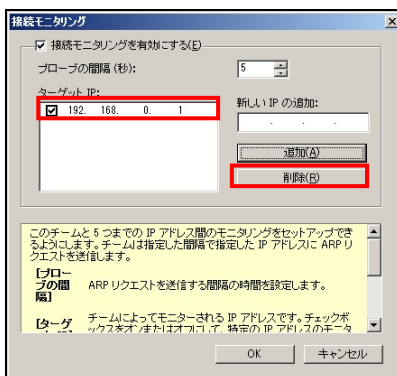 接続モニタリング
接続モニタリングを有効にする(E)
プローブの間隔(秒):
5
ターゲット IP:
192. 168. 0. 1
新しい IP の追加:
. . .
追加(A)
削除(R)
このチームと 5 つまでの IP アドレス間のモニタリングをセットアップでき
るようにします。チームは指定した間隔で指定した IP アドレスに ARP リ
クエストを送信します。
[プロー
ブの間
隔]
ARP リクエストを送信する間隔の時間を設定します。
[ターゲ
チームによってモニターされる IP アドレスです。チェックボ
ックスをオンまたはオフにして、特定の IP アドレスのモニタ
OK
キャンセル